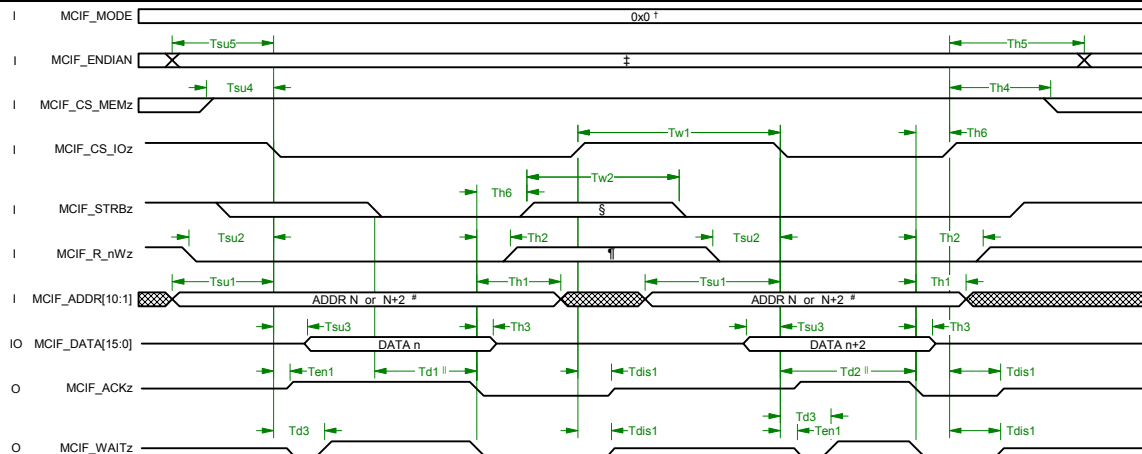 I MCIF_MODE 0x0 †
Tsu5 Th5
I MCIF_ENDIAN ‡
Tsu4 Th4
I MCIF_CS_MEMz
Tw1 Th6
I MCIF_CS_IOz
Th6 Tw2
I MCIF_STRBz §
Tsu2 Th2 Tsu2 Th2
I MCIF_R_nWz ¶
Tsu1 Th1 Tsu1 Th1
I MCIF_ADDR[10:1] ADDR N or N+2 # ADDR N or N+2 #
Tsu3 Th3 Tsu3 Th3
IO MCIF_DATA[15:0] DATA n DATA n+2
Ten1 Td1 || Tdis1 Td2 || Tdis1
O MCIF_ACKz
Td3 Tdis1 Td3 Ten1 Tdis1
O MCIF_WAITz